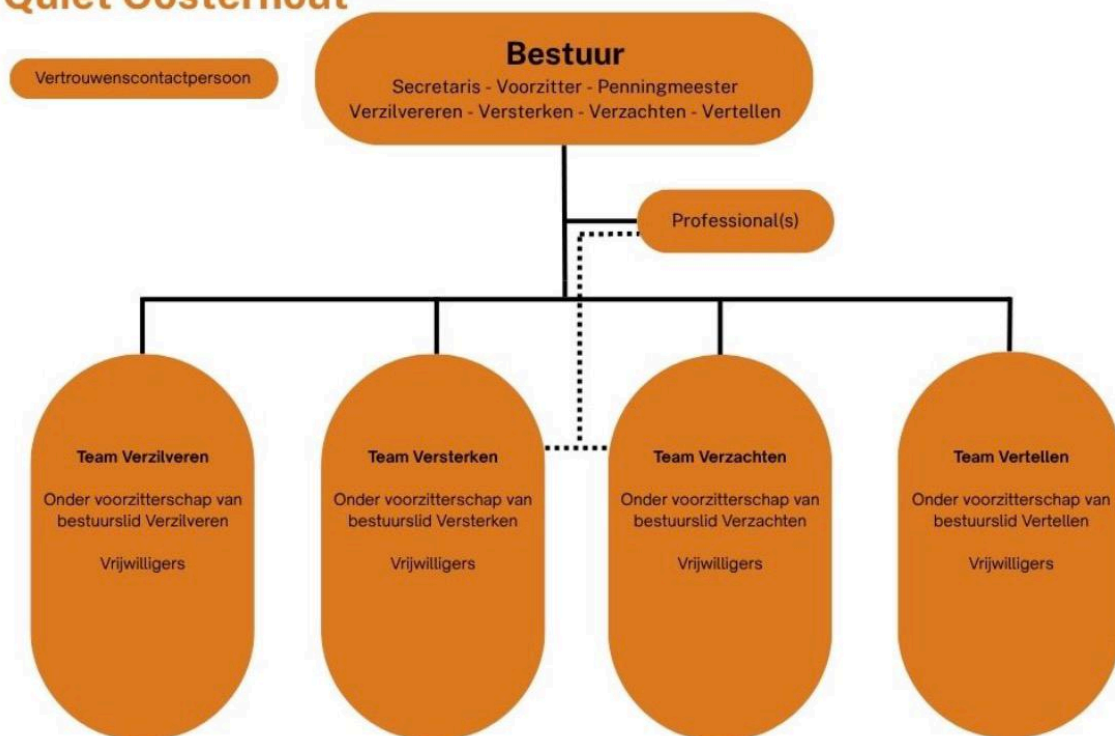 Quiet Oosterhout
Vertrouwenscontactpersoon
Bestuur
Secretaris - Voorzitter - Penningmeester
Verzilvereren - Versterken - Verzachten - Vertellen
Professional(s)
Team Verzilveren
Onder voorzitterschap van
bestuurslid Verzilveren
Vrijwilligers
Team Versterken
Onder voorzitterschap van
bestuurslid Versterken
Vrijwilligers
Team Verzachten
Onder voorzitterschap van
bestuurslid Verzachten
Vrijwilligers
Team Vertellen
Onder voorzitterschap van
bestuurslid Vertellen
Vrijwilligers